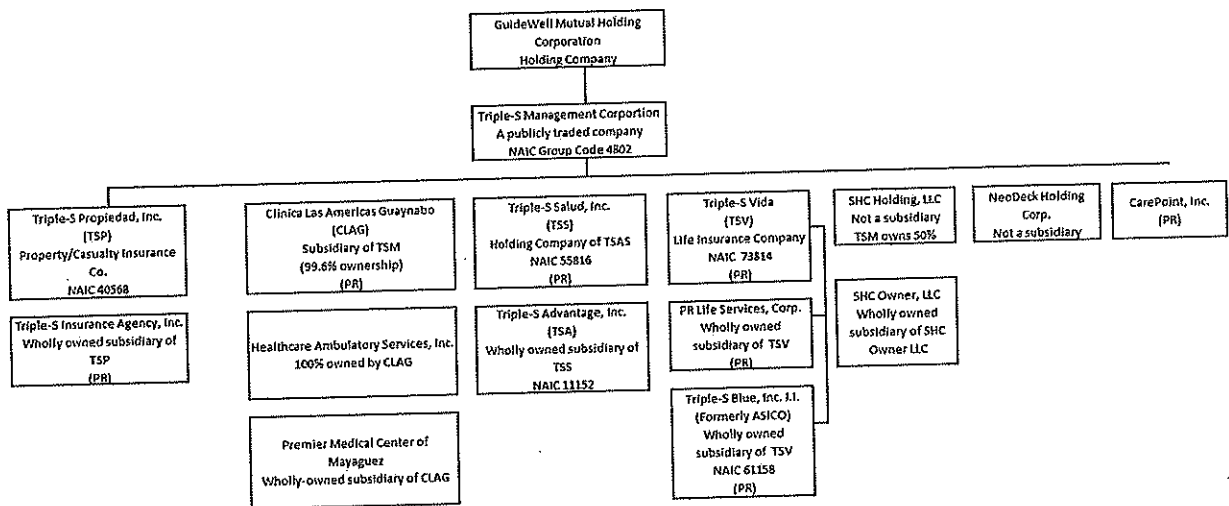 GuideWell Mutual Holding
Corporation
Holding Company
Triple-S Management Corportion
A publicly traded company
NAIC Group Code 4802
Triple-S Propiedad, Inc.
(TSP)
Property/Casualty Insurance
Co.
NAIC 40568
Clinica Las Americas Guaynabo
(CLAG)
Subsidiary of TSM
(99.6% ownership)
(PR)
Triple-S Salud, Inc.
(TSS)
Holding Company of TSAS
NAIC 55816
(PR)
Triple-S Vida
(TSV)
Life Insurance Company
NAIC 73814
(PR)
SHC Holding, LLC
Not a subsidiary
TSM owns 50%
NeoDeck Holding
Corp.
Not a subsidiary
CarePoint, Inc.
(PR)
Triple-S Insurance Agency, Inc.
Wholly owned subsidiary of
TSP
(PR)
Healthcare Ambulatory Services, Inc.
100% owned by CLAG
Triple-S Advantage, Inc.
(TSA)
Wholly owned subsidiary of
TSS
NAIC 11152
PR Life Services, Corp.
Wholly owned
subsidiary of TSV
(PR)
SHC Owner, LLC
Wholly owned
subsidiary of SHC
Owner LLC
Premier Medical Center of
Mayaguez
Wholly-owned subsidiary of CLAG
Triple-S Blue, Inc. I.I.
(Formerly ASICO)
Wholly owned
subsidiary of TSV
NAIC 61158
(PR)